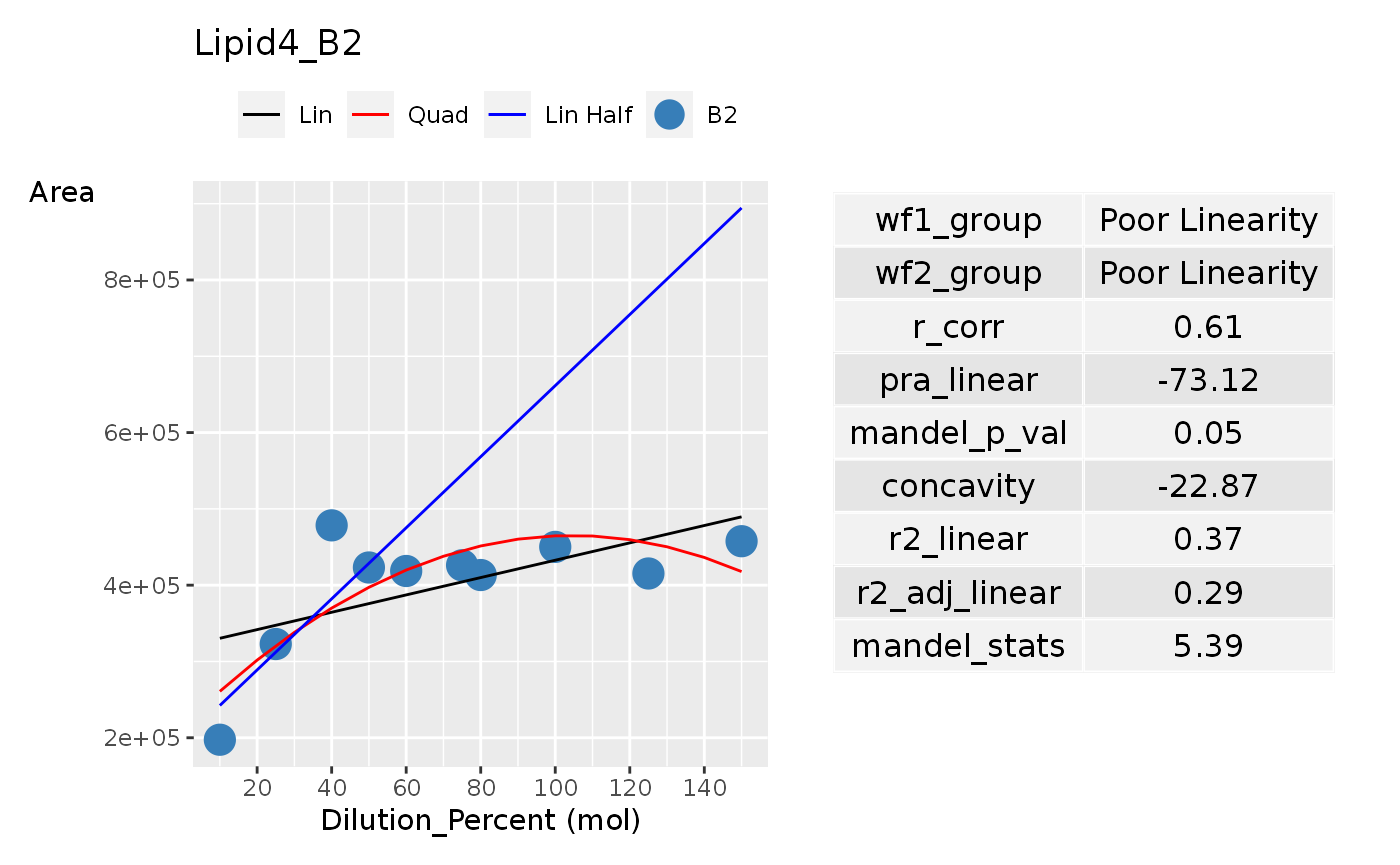 Lipid4_B2
Lin Quad Lin Half B2
Area
8e+05
6e+05
4e+05
2e+05
20 40 60 80 100 120 140
Dilution_Percent (mol)
wf1_group Poor Linearity
wf2_group Poor Linearity
r_corr 0.61
pra_linear -73.12
mandel_p_val 0.05
concavity -22.87
r2_linear 0.37
r2_adj_linear 0.29
mandel_stats 5.39